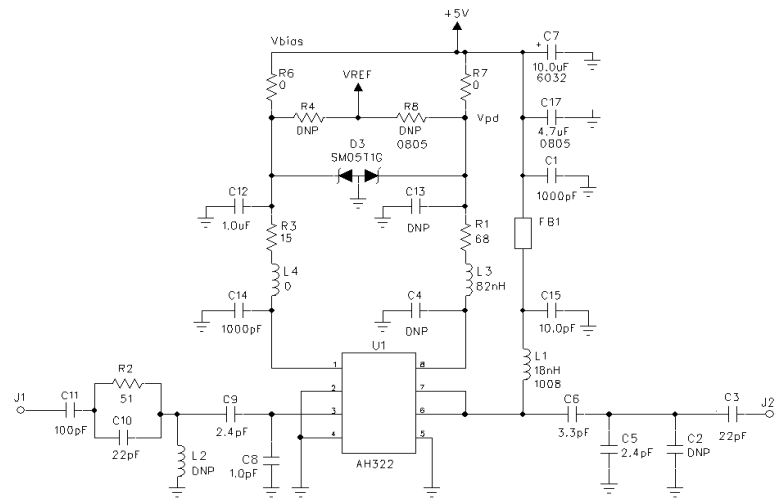 +5V
Vbias
+ C7
10.0uF
6032
R6
0
VREF
R7
0
R4
DNP
R8
DNP
0805
Vpd
C17
4.7uF
0805
D3
SM05T1G
C1
1000pF
C12
1.0uF
C13
DNP
R3
15
R1
68
FB1
L4
0
L3
82nH
C14
1000pF
C4
DNP
C15
10.0pF
U1
1
2
3
4
8
7
6
5
AH322
L1
18nH
1008
J1
C11
100pF
R2
51
C10
22pF
C9
2.4pF
L2
DNP
C8
1.0pF
C6
3.3pF
C5
2.4pF
C2
DNP
C3
22pF
J2